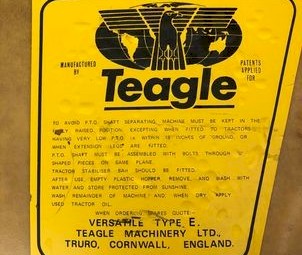 MANUFACTURED
BY
PATENTS
APPLIED
FOR
Teagle
TO AVOID P.T.O. SHAFT SEPARATING, MACHINE MUST BE KEPT IN THE
RAISED POSITION, EXCEPTING WHEN FITTED TO TRACTORS
HAVING VERY LOW P.T.O. WITHIN INCHES OF GROUND, OR
WHEN EXTENSION LEGS ARE FITTED.
P.T.O. SHAFT MUST BE ASSEMBLED WITH BOLTS THROUGH
SHAPED PIECES ON SAME PLANE.
TRACTOR STABILISER BAR SHOULD BE FITTED.
AFTER USE EMPTY PLASTIC HOPPER, REMOVE, AND WASH WITH
WATER AND STORE PROTECTED FROM SUNSHINE.
WASH REMAINDER OF MACHINE AND WHEN DRY APPLY
USED TRACTOR OIL.
WHEN ORDERING SPARES QUOTE-
VERSATILE TYPE E.
TEAGLE MACHINERY LTD.,
TRURO, CORNWALL, ENGLAND.